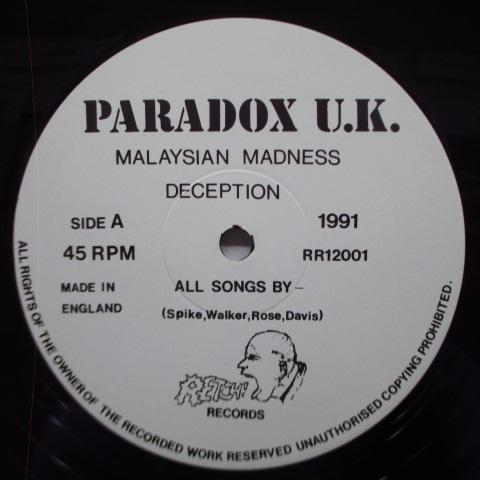 PARADOX U.K.
MALAYSIAN MADNESS
DECEPTION
SIDE A
1991
45 RPM
RR12001
MADE IN
ENGLAND
ALL SONGS BY -
(Spike, Walker, Rose, Davis)
RETCH!
RECORDS
ALL RIGHTS OF THE OWNER OF THE RECORDED WORK RESERVED UNAUTHORISED COPYING PROHIBITED.